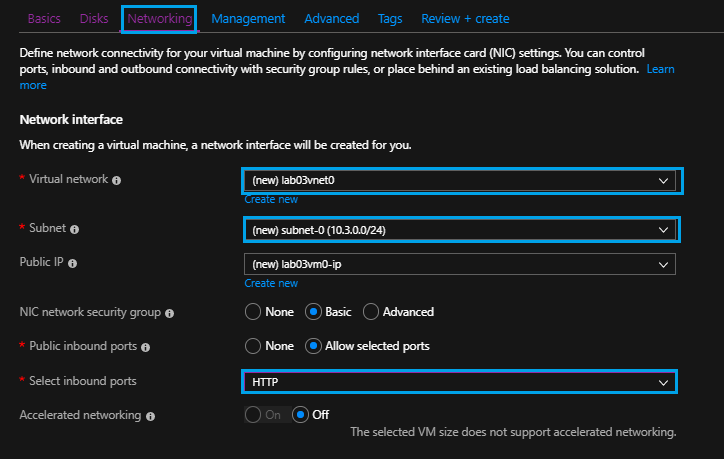 Basics Disks Networking Management Advanced Tags Review + create
Define network connectivity for your virtual machine by configuring network interface card (NIC) settings. You can control
ports, inbound and outbound connectivity with security group rules, or place behind an existing load balancing solution. Learn
more
Network interface
When creating a virtual machine, a network interface will be created for you.
* Virtual network (new) lab03vnet0
Create new
* Subnet (new) subnet-0 (10.3.0.0/24)
Public IP (new) lab03vm0-ip
Create new
NIC network security group None Basic Advanced
* Public inbound ports None Allow selected ports
* Select inbound ports HTTP
Accelerated networking On Off
The selected VM size does not support accelerated networking.